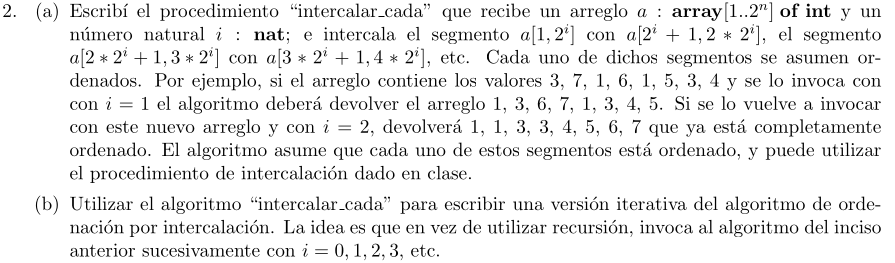 2. (a) Escribí el procedimiento “intercalar_cada” que recibe un arreglo a : array[1..2^n] of int y un
número natural i : nat; e intercala el segmento a[1, 2^i] con a[2^i + 1, 2 ∗ 2^i], el segmento
a[2 ∗ 2^i + 1, 3 ∗ 2^i] con a[3 ∗ 2^i + 1, 4 ∗ 2^i], etc. Cada uno de dichos segmentos se asumen or-
denados. Por ejemplo, si el arreglo contiene los valores 3, 7, 1, 6, 1, 5, 3, 4 y se lo invoca con
con i = 1 el algoritmo deberá devolver el arreglo 1, 3, 6, 7, 1, 3, 4, 5. Si se lo vuelve a invocar
con este nuevo arreglo y con i = 2, devolverá 1, 1, 3, 3, 4, 5, 6, 7 que ya está completamente
ordenado. El algoritmo asume que cada uno de estos segmentos está ordenado, y puede utilizar
el procedimiento de intercalación dado en clase.
(b) Utilizar el algoritmo “intercalar_cada” para escribir una versión iterativa del algoritmo de orde-
nación por intercalación. La idea es que en vez de utilizar recursión, invoca al algoritmo del inciso
anterior sucesivamente con i = 0, 1, 2, 3, etc.